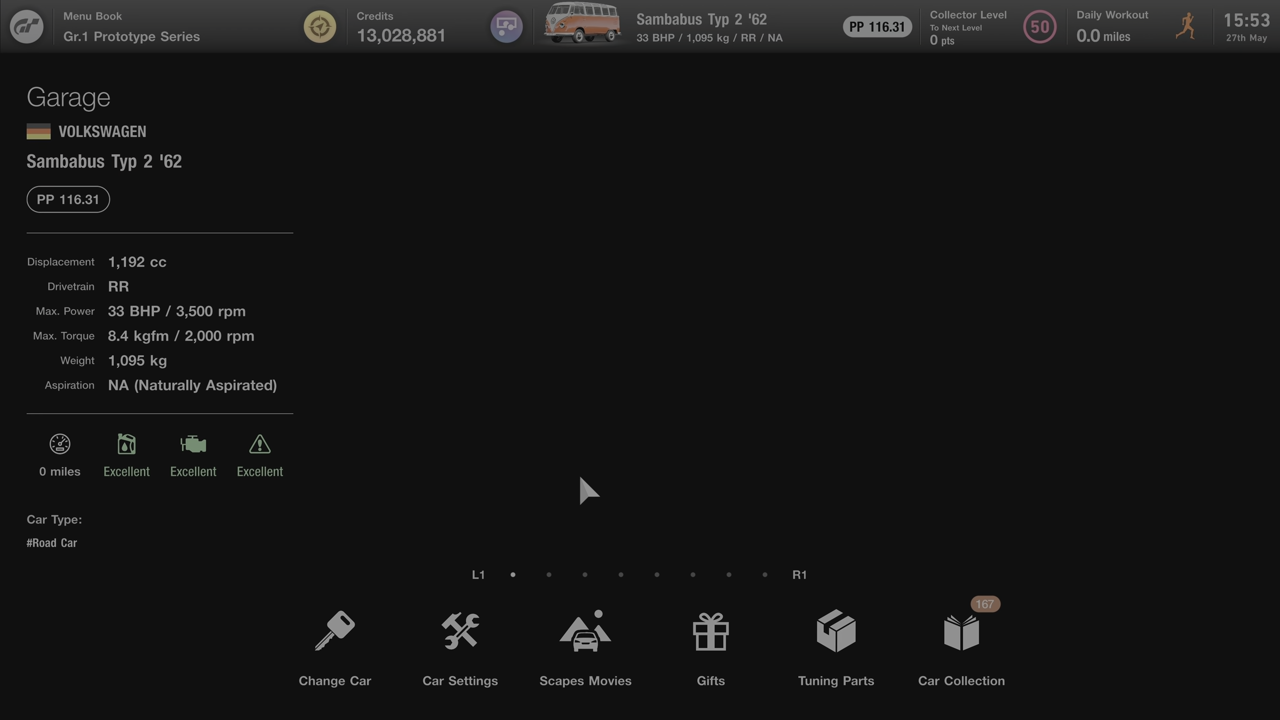 Menu Book
Gr.1 Prototype Series
Credits
13,028,881
Sambabus Typ 2 '62
33 BHP / 1,095 kg / RR / NA
PP 116.31
Collector Level
To Next Level
0 pts
50
Daily Workout
0.0 miles
15:53
27th May
Garage
VOLKSWAGEN
Sambabus Typ 2 '62
PP 116.31
Displacement 1,192 cc
Drivetrain RR
Max. Power 33 BHP / 3,500 rpm
Max. Torque 8.4 kgfm / 2,000 rpm
Weight 1,095 kg
Aspiration NA (Naturally Aspirated)
0 miles Excellent Excellent Excellent
Car Type:
#Road Car
L1 R1
167
Change Car Car Settings Scapes Movies Gifts Tuning Parts Car Collection